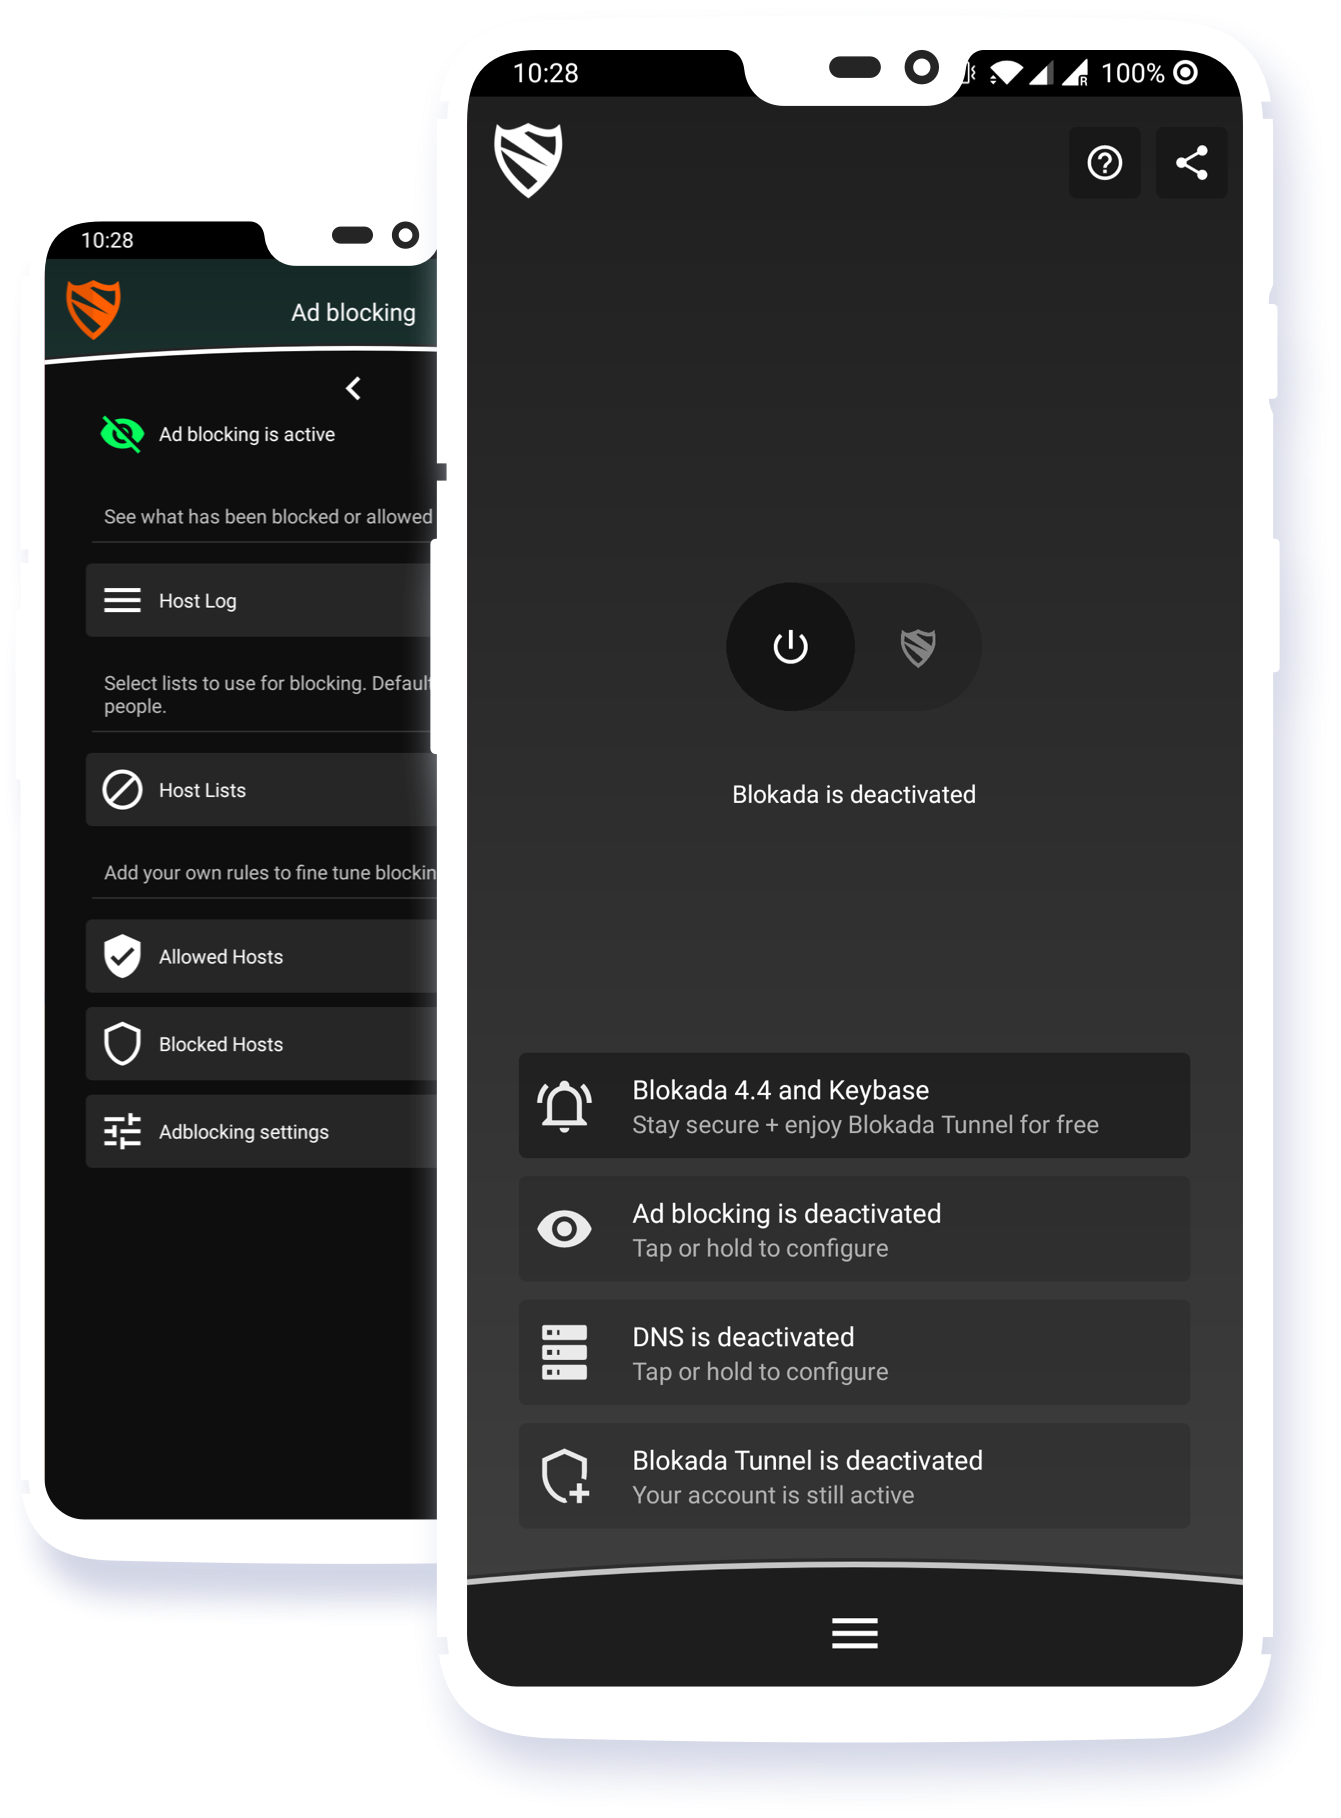 10:28
Ad blocking
Ad blocking is active
See what has been blocked or allowed
Host Log
Select lists to use for blocking.
people.
Host Lists
Add your own rules to fine tune
Allowed Hosts
Blocked Hosts
Adblocking settings
10:28
R
100%
Blokada is deactivated
Blokada 4.4 and Keybase
Stay secure + enjoy Blokada Tunnel for free
Ad blocking is deactivated
Tap or hold to configure
DNS is deactivated
Tap or hold to configure
Blokada Tunnel is deactivated
Your account is still active